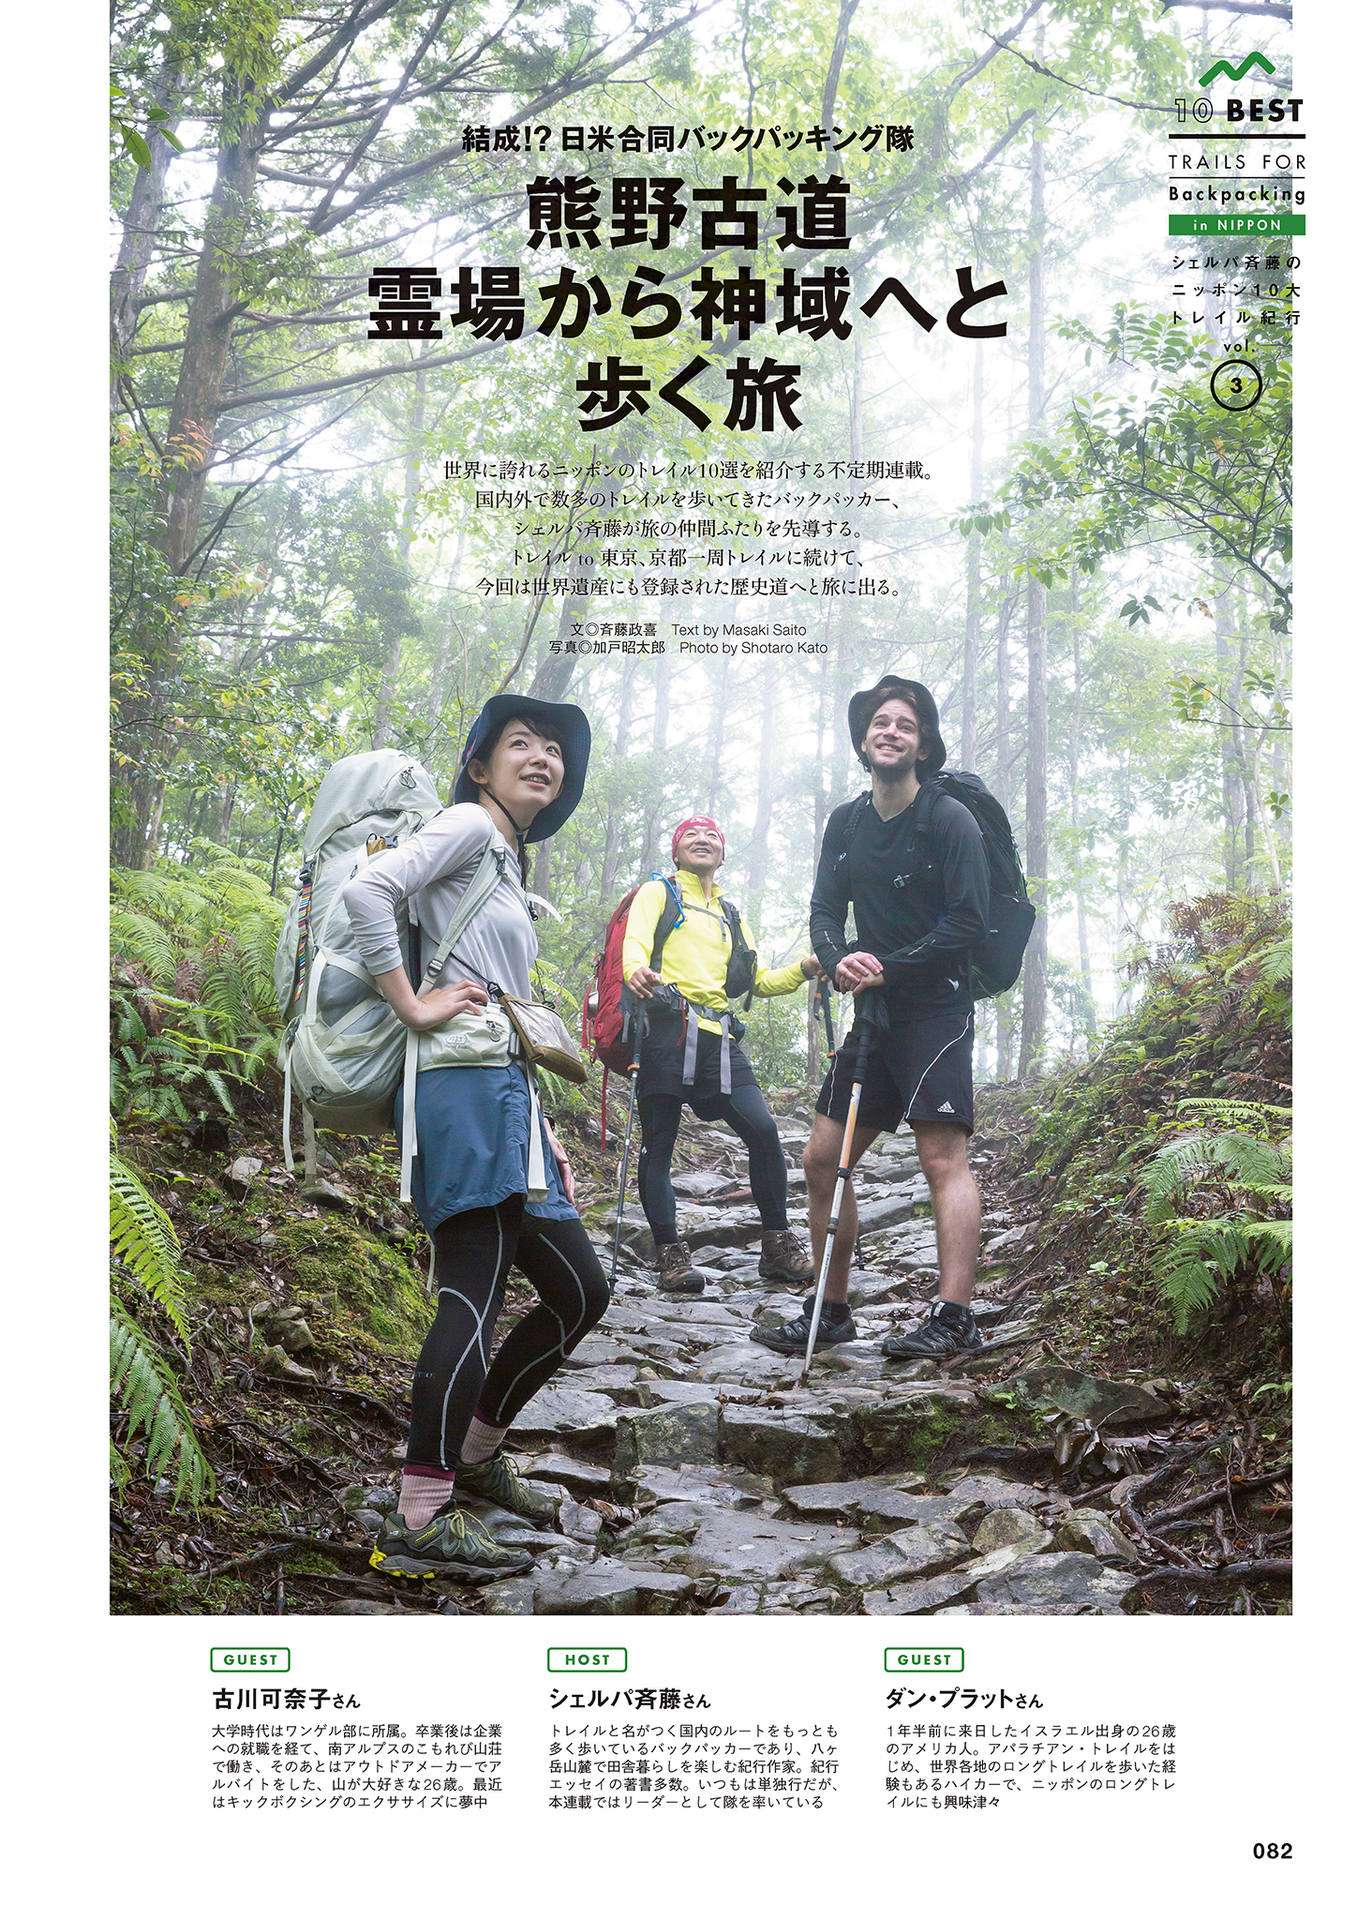 結成!? 日米合同バックパッキング隊
熊野古道
霊場から神域へと
歩く旅
世界に誇れるニッポンのトレイル10選を紹介する不定期連載。
国内外で数多のトレイルを歩いてきたバックパッカー、
シェルパ斉藤が旅の仲間ふたりを先導する。
トレイル to 東京、京都一周トレイルに続けて、
今回は世界遺産にも登録された歴史道へと旅に出る。
文◎斉藤政喜　Text by Masaki Saito
写真◎加戸昭太郎　Photo by Shotaro Kato
10 BEST
TRAILS FOR
Backpacking
in NIPPON
シェルパ斉藤の
ニッポン10大
トレイル紀行
vol.
3
adidas
GUEST
古川可奈子さん
大学時代はワンゲル部に所属。卒業後は企業
への就職を経て、南アルプスのこもれび山荘
で働き、そのあとはアウトドアメーカーでア
ルバイトをした、山が大好きな26歳。最近
はキックボクシングのエクササイズに夢中
HOST
シェルパ斉藤さん
トレイルと名がつく国内のルートをもっとも
多く歩いているバックパッカーであり、八ヶ
岳山麓で田舎暮らしを楽しむ紀行作家。紀行
エッセイの著書多数。いつもは単独行だが、
本連載ではリーダーとして隊を率いている
GUEST
ダン・プラットさん
1年半前に来日したイスラエル出身の26歳
のアメリカ人。アパラチアン・トレイルをは
じめ、世界各地のロングトレイルを歩いた経
験もあるハイカーで、ニッポンのロングトレ
イルにも興味津々
082